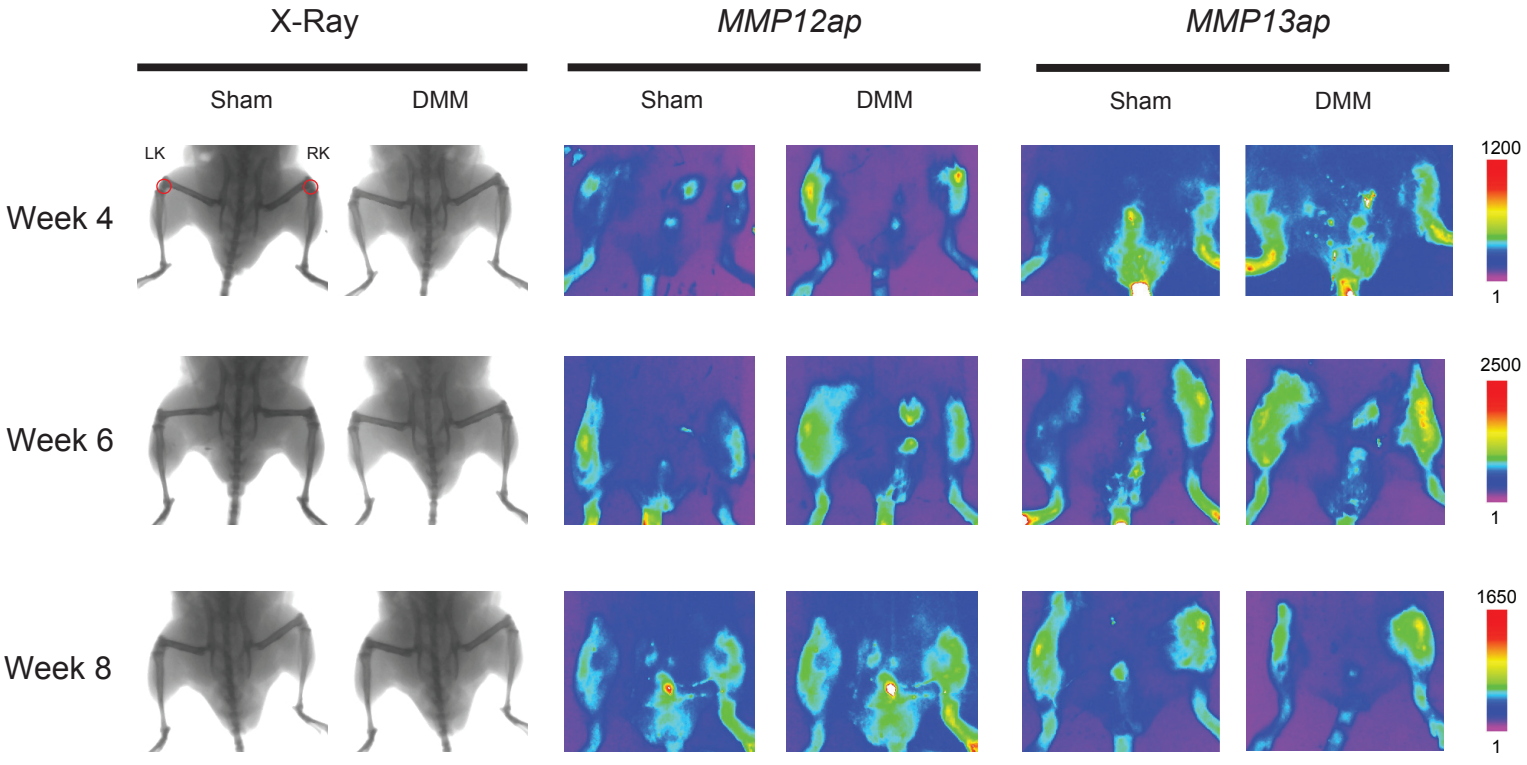 X-Ray MMP12ap MMP13ap
Sham DMM Sham DMM Sham DMM
LK RK
1200
Week 4
1
2500
Week 6
1
1650
Week 8
1